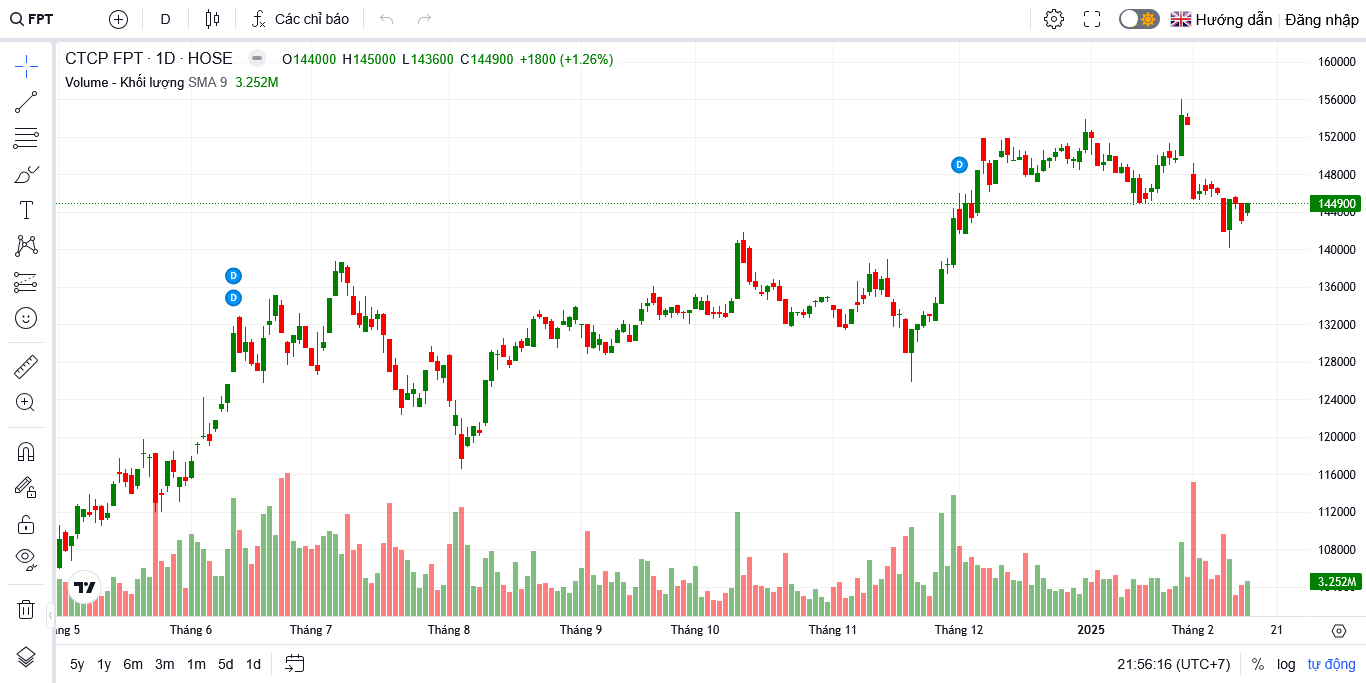 FPT D Các chỉ báo Hướng dẫn Đăng nhập
CTCP FPT · 1D · HOSE O144000 H145000 L143600 C144900 +1800 (+1.26%)
Volume - Khối lượng SMA 9 3.252M
160000
156000
152000
148000
144900
144000
140000
136000
132000
128000
124000
120000
116000
112000
108000
3.252M
D
D
D
ng 5 Tháng 6 Tháng 7 Tháng 8 Tháng 9 Tháng 10 Tháng 11 Tháng 12 2025 Tháng 2 21
5y 1y 6m 3m 1m 5d 1d 21:56:16 (UTC+7) % log tự động